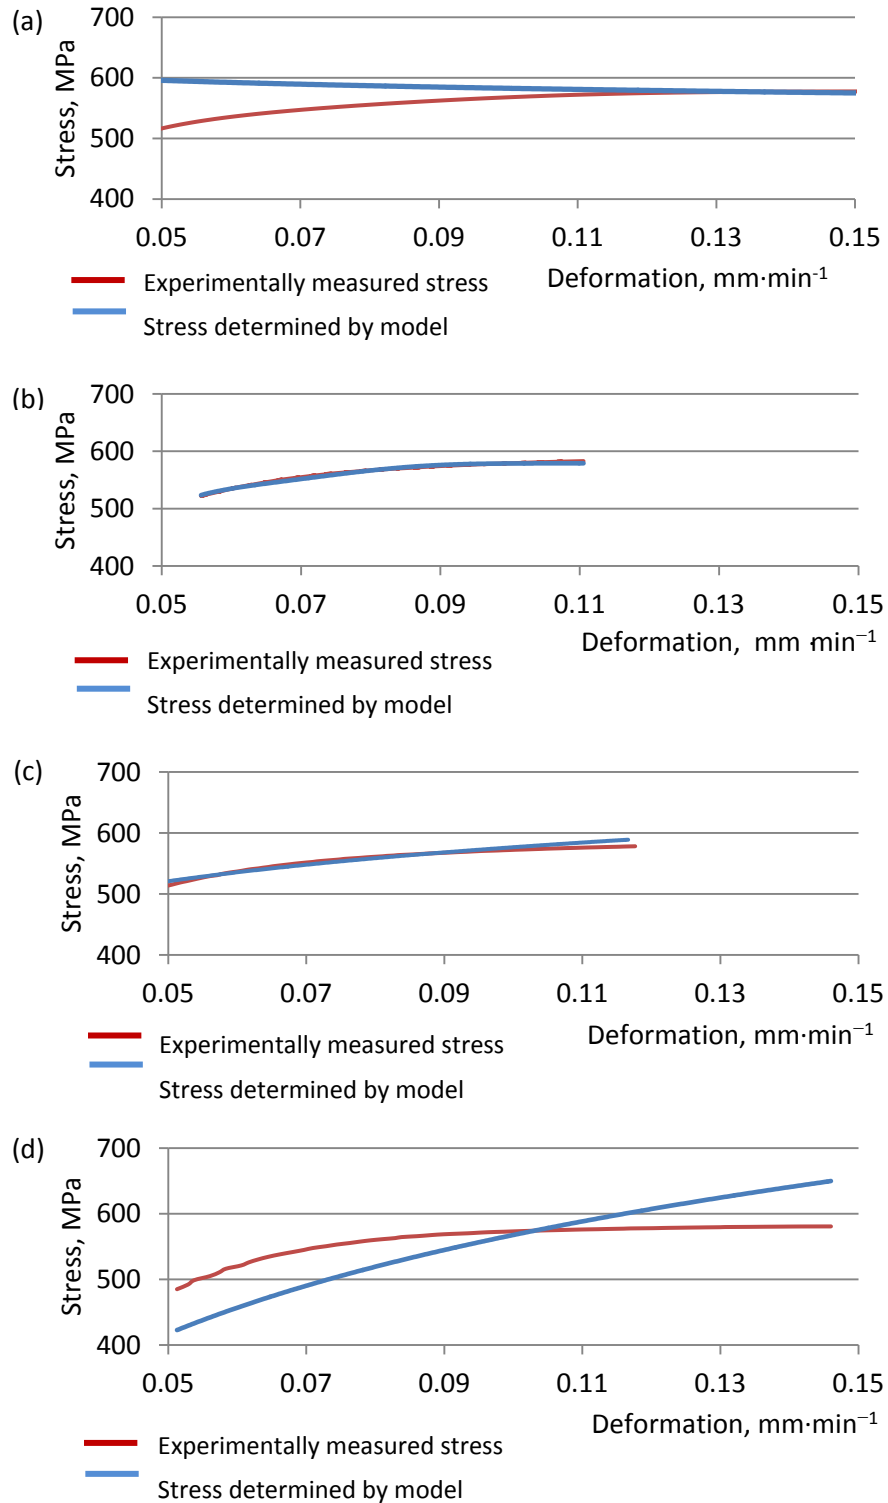 (a)
700
600
500
400
Stress, MPa
0.05 0.07 0.09 0.11 0.13 0.15
Deformation, mm·min-1
Experimentally measured stress
Stress determined by model
(b)
700
600
500
400
Stress, MPa
0.05 0.07 0.09 0.11 0.13 0.15
Deformation, mm min−1
Experimentally measured stress
Stress determined by model
(c)
700
600
500
400
Stress, MPa
0.05 0.07 0.09 0.11 0.13 0.15
Deformation, mm·min−1
Experimentally measured stress
Stress determined by model
(d)
700
600
500
400
Stress, MPa
0.05 0.07 0.09 0.11 0.13 0.15
Deformation, mm·min−1
Experimentally measured stress
Stress determined by model